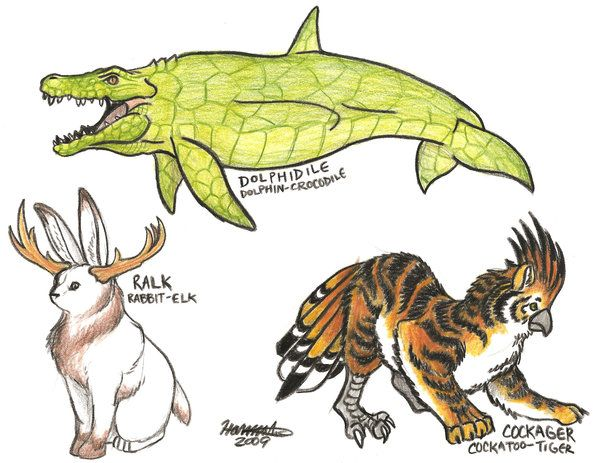 DOLPHIDILE
DOLPHIN-CROCODILE
RALK
RABBIT-ELK
2009
COCKAGER
COCKATOO-TIGER